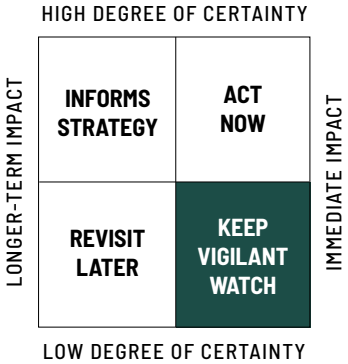 HIGH DEGREE OF CERTAINTY
LONGER-TERM IMPACT
INFORMS
STRATEGY
ACT
NOW
IMMEDIATE IMPACT
REVISIT
LATER
KEEP
VIGILANT
WATCH
LOW DEGREE OF CERTAINTY